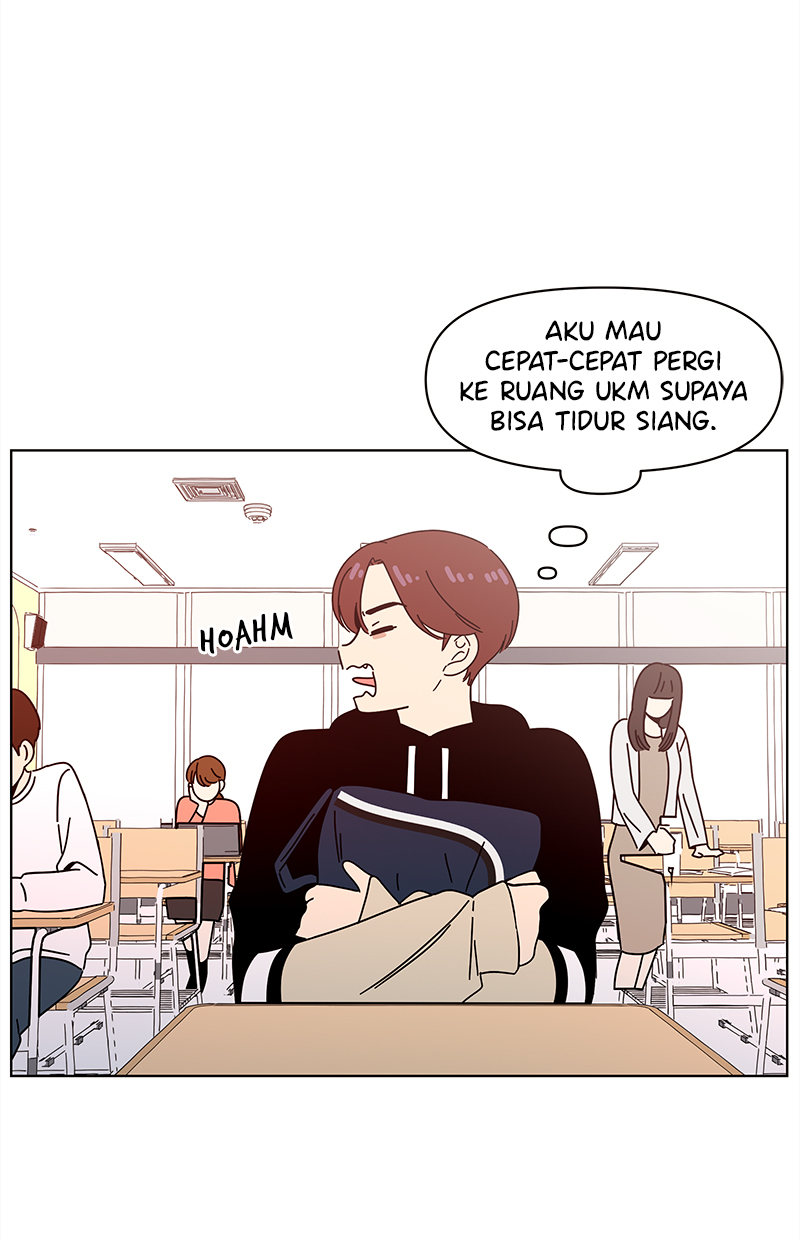 AKU MAU
CEPAT-CEPAT PERGI
KE RUANG UKM SUPAYA
BISA TIDUR SIANG.
HOAHM